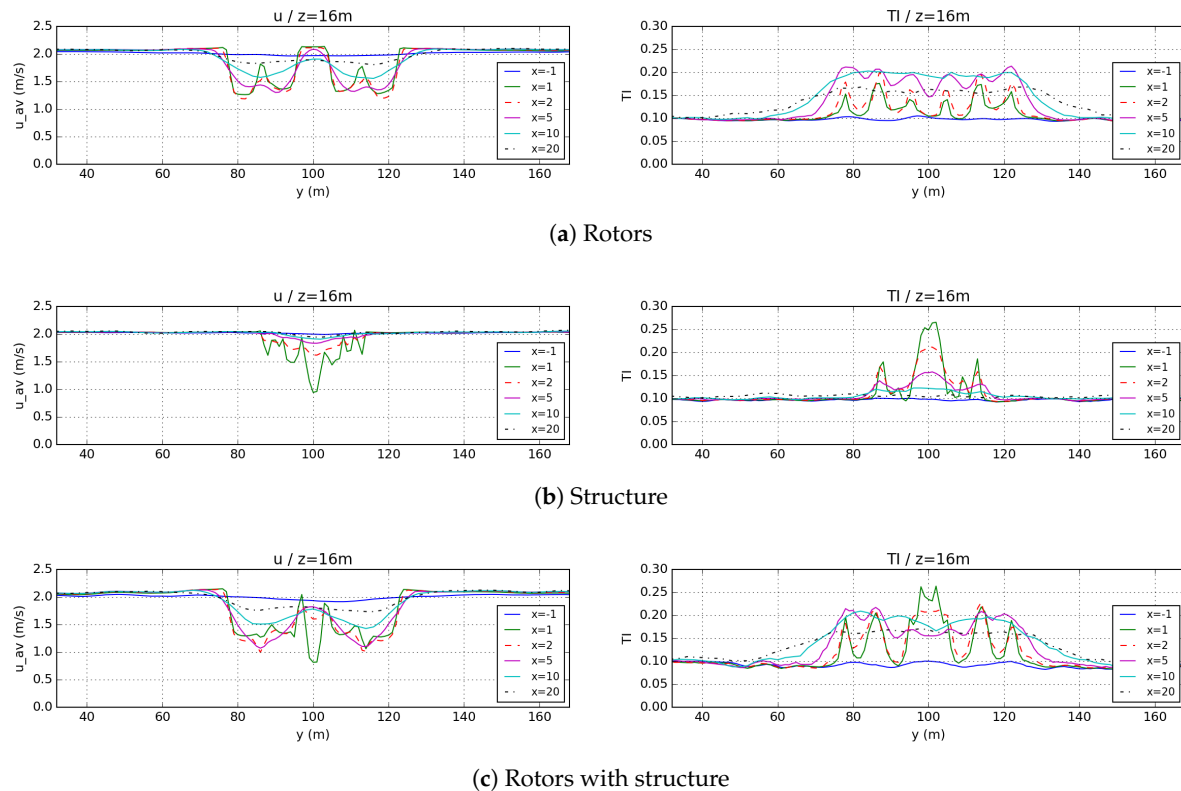 u / z=16m
2.5
2.0
1.5
1.0
0.5
0.0
u_av (m/s)
40 60 80 100 120 140 160
y (m)
x=-1
x=1
x=2
x=5
x=10
x=20
TI / z=16m
0.30
0.25
0.20
0.15
0.10
0.05
0.00
TI
40 60 80 100 120 140 160
y (m)
x=-1
x=1
x=2
x=5
x=10
x=20
(a) Rotors
u / z=16m
2.5
2.0
1.5
1.0
0.5
0.0
u_av (m/s)
40 60 80 100 120 140 160
y (m)
x=-1
x=1
x=2
x=5
x=10
x=20
TI / z=16m
0.30
0.25
0.20
0.15
0.10
0.05
0.00
TI
40 60 80 100 120 140 160
y (m)
x=-1
x=1
x=2
x=5
x=10
x=20
(b) Structure
u / z=16m
2.5
2.0
1.5
1.0
0.5
0.0
u_av (m/s)
40 60 80 100 120 140 160
y (m)
x=-1
x=1
x=2
x=5
x=10
x=20
TI / z=16m
0.30
0.25
0.20
0.15
0.10
0.05
0.00
TI
40 60 80 100 120 140 160
y (m)
x=-1
x=1
x=2
x=5
x=10
x=20
(c) Rotors with structure